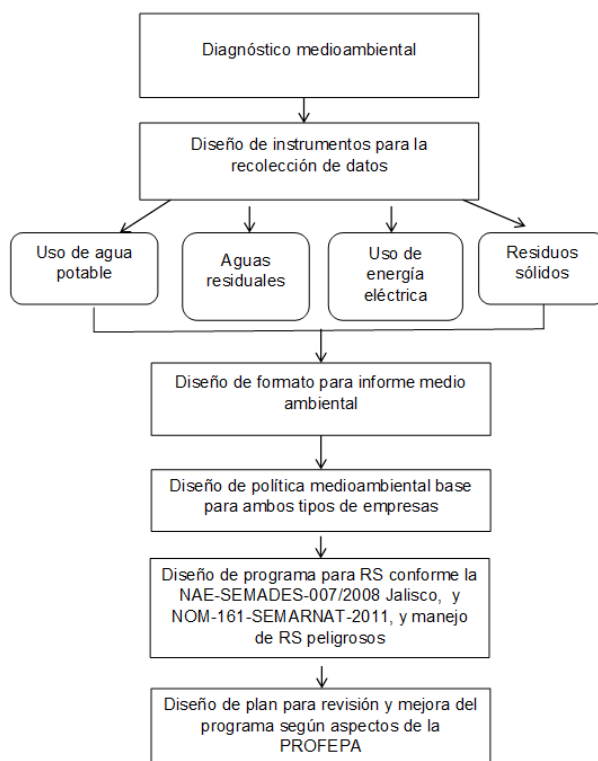 Diagnóstico medioambiental
Diseño de instrumentos para la
recolección de datos
Uso de agua
potable
Aguas
residuales
Uso de
energía
eléctrica
Residuos
sólidos
Diseño de formato para informe medio
ambiental
Diseño de política medioambiental base
para ambos tipos de empresas
Diseño de programa para RS conforme la
NAE-SEMADES-007/2008 Jalisco, y
NOM-161-SEMARNAT-2011, y manejo
de RS peligrosos
Diseño de plan para revisión y mejora del
programa según aspectos de la
PROFEPA